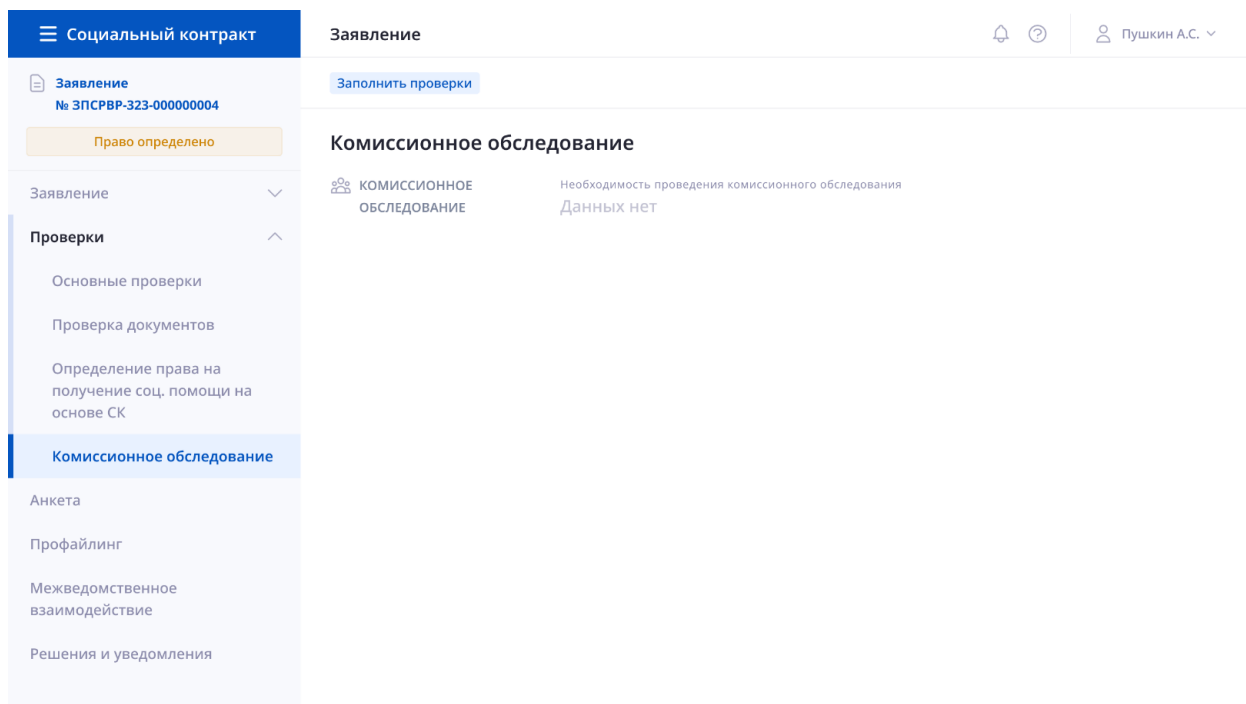 Социальный контракт
Заявление
Пушкин А.С.
Заявление
№ ЗПСРВР-323-000000004
Право определено
Заявление
Проверки
Основные проверки
Проверка документов
Определение права на
получение соц. помощи на
основе СК
Комиссионное обследование
Анкета
Профайлинг
Межведомственное
взаимодействие
Решения и уведомления
Заполнить проверки
Комиссионное обследование
КОМИССИОННОЕ
ОБСЛЕДОВАНИЕ
Необходимость проведения комиссионного обследования
Данных нет